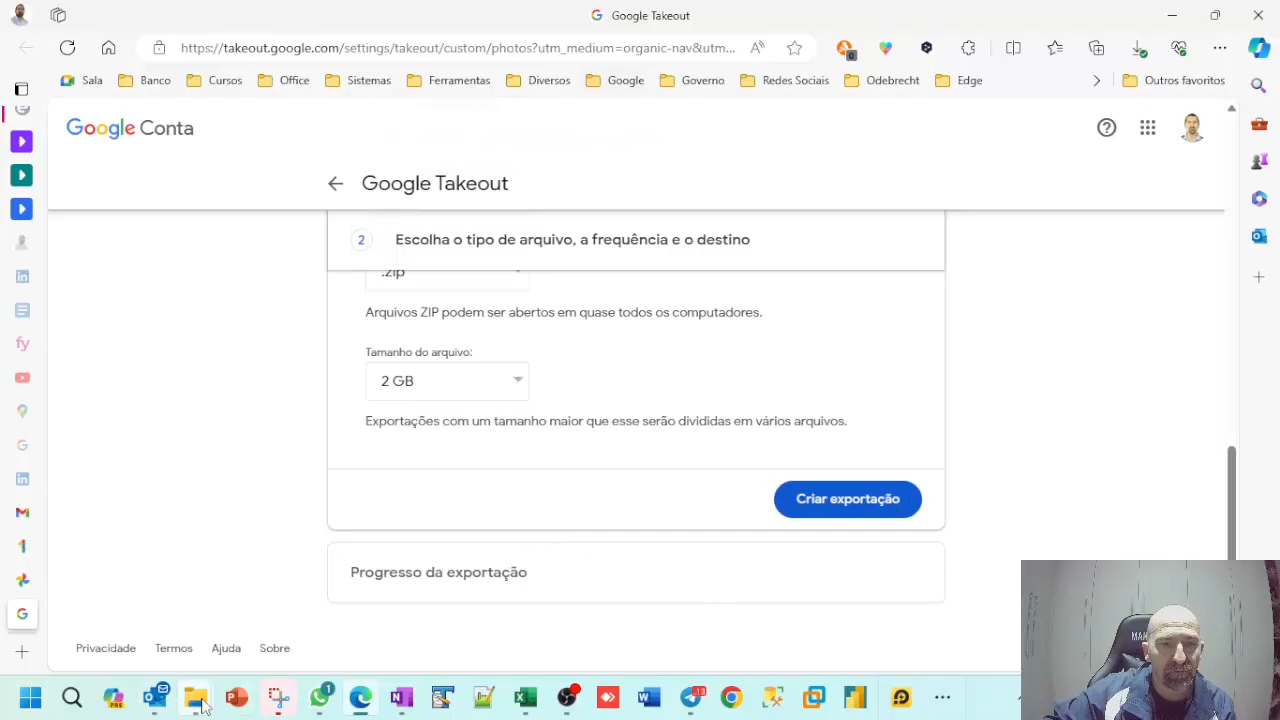 Google Takeout
https://takeout.google.com/settings/takeout/custom/photos?utm_medium=organic-nav&utm...
Sala
Banco
Cursos
Office
Sistemas
Ferramentas
Diversos
Google
Governo
Redes Sociais
Odebrecht
Edge
Outros favoritos
Google Conta
Google Takeout
2 Escolha o tipo de arquivo, a frequência e o destino
.zip
Arquivos ZIP podem ser abertos em quase todos os computadores.
Tamanho do arquivo:
2 GB
Exportações com um tamanho maior que esse serão divididas em vários arquivos.
Criar exportação
Progresso da exportação
Privacidade
Termos
Ajuda
Sobre